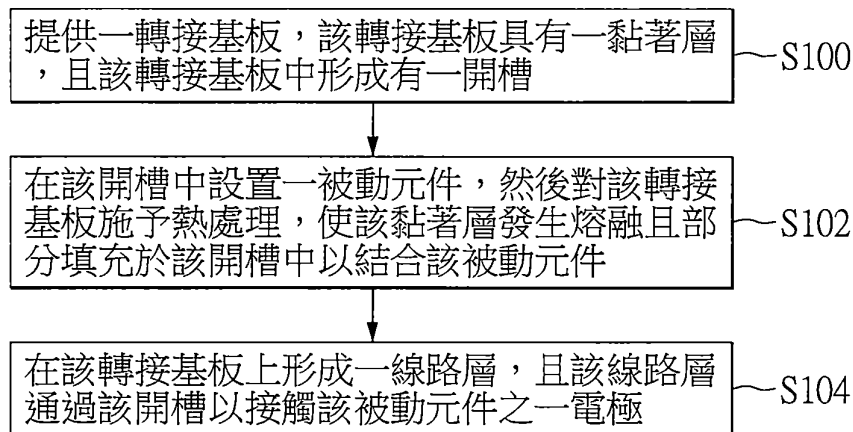 提供一轉接基板，該轉接基板具有一黏著層
，且該轉接基板中形成有一開槽
S100
在該開槽中設置一被動元件，然後對該轉接
基板施予熱處理，使該黏著層發生熔融且部
分填充於該開槽中以結合該被動元件
S102
在該轉接基板上形成一線路層，且該線路層
通過該開槽以接觸該被動元件之一電極
S104